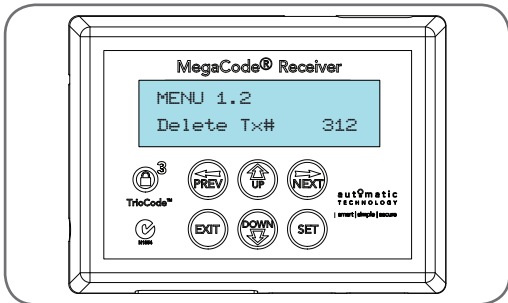 MegaCode® Receiver
MENU 1.2
Delete Tx# 312
3
TrioCode™
PREV
UP
NEXT
automatic
TECHNOLOGY
| smart | simple | secure
EXIT
DOWN
SET